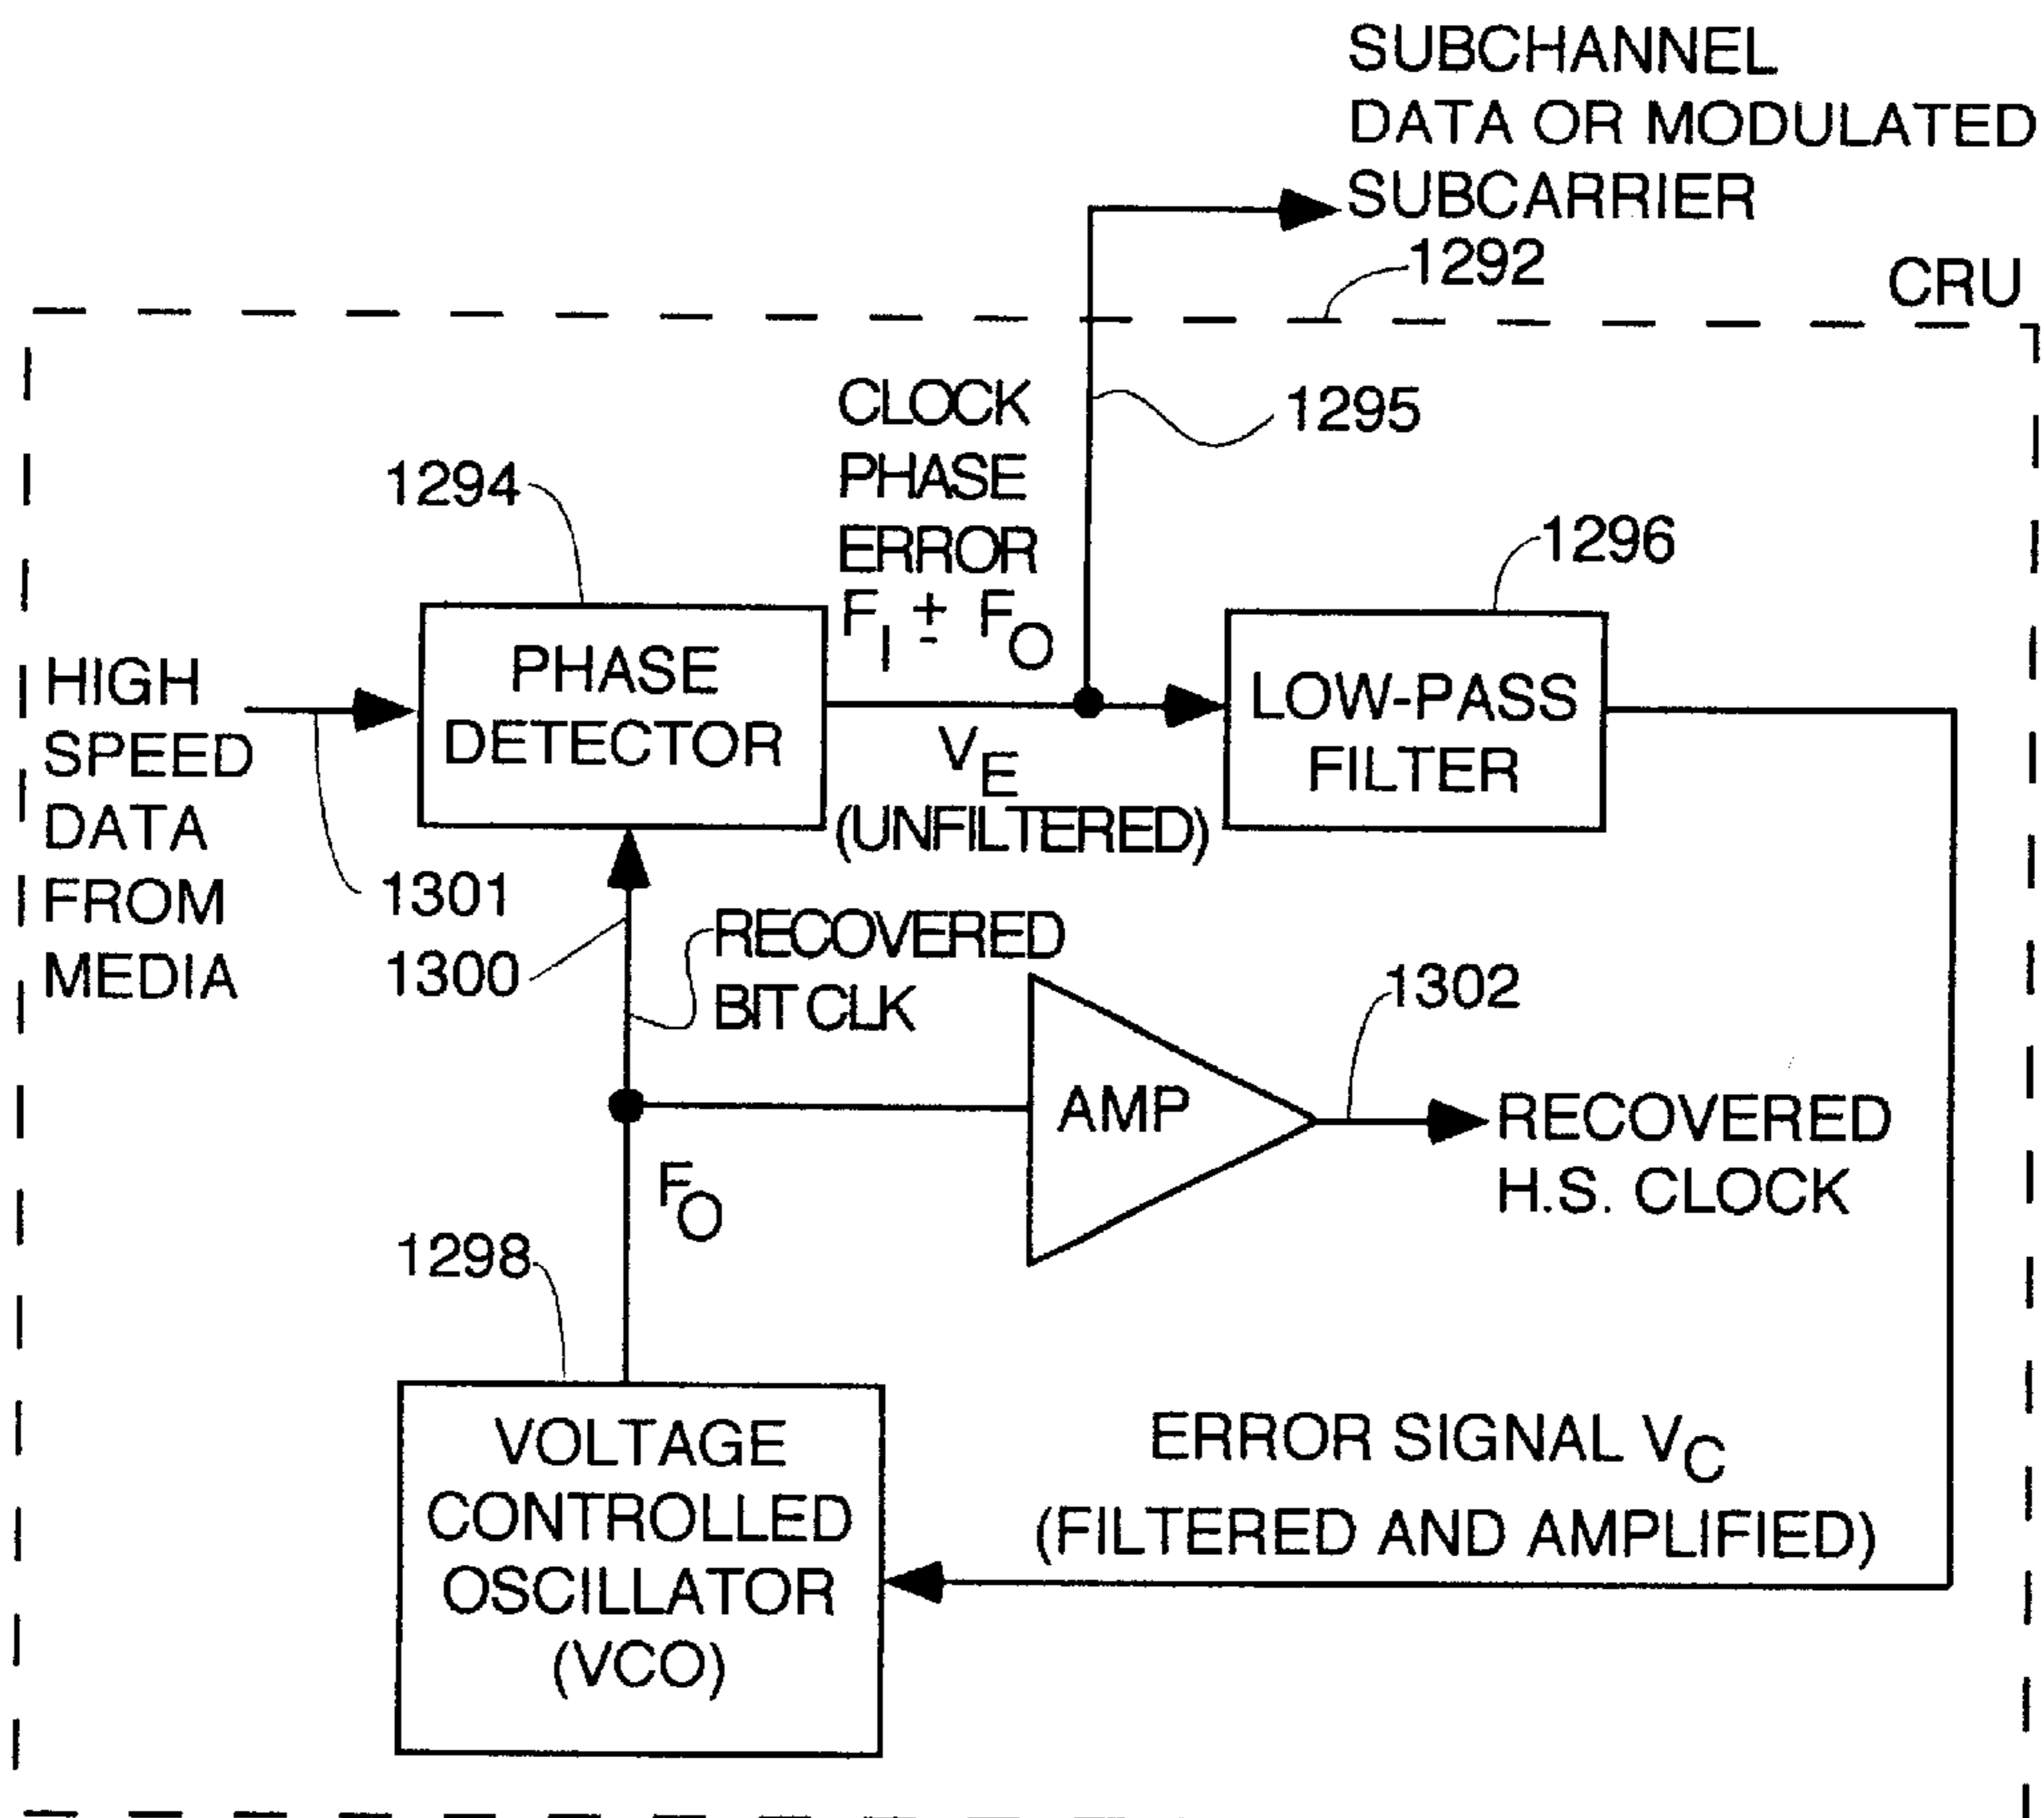 SUBCHANNEL
DATA OR MODULATED
SUBCARRIER
1292
CRU
CLOCK
PHASE
ERROR
F_I ± F_O
1295
1294
1296
HIGH
SPEED
DATA
FROM
MEDIA
PHASE
DETECTOR
V_E
(UNFILTERED)
LOW-PASS
FILTER
1301
1300
RECOVERED
BIT CLK
1302
AMP
RECOVERED
H.S. CLOCK
F_O
1298
VOLTAGE
CONTROLLED
OSCILLATOR
(VCO)
ERROR SIGNAL V_C
(FILTERED AND AMPLIFIED)